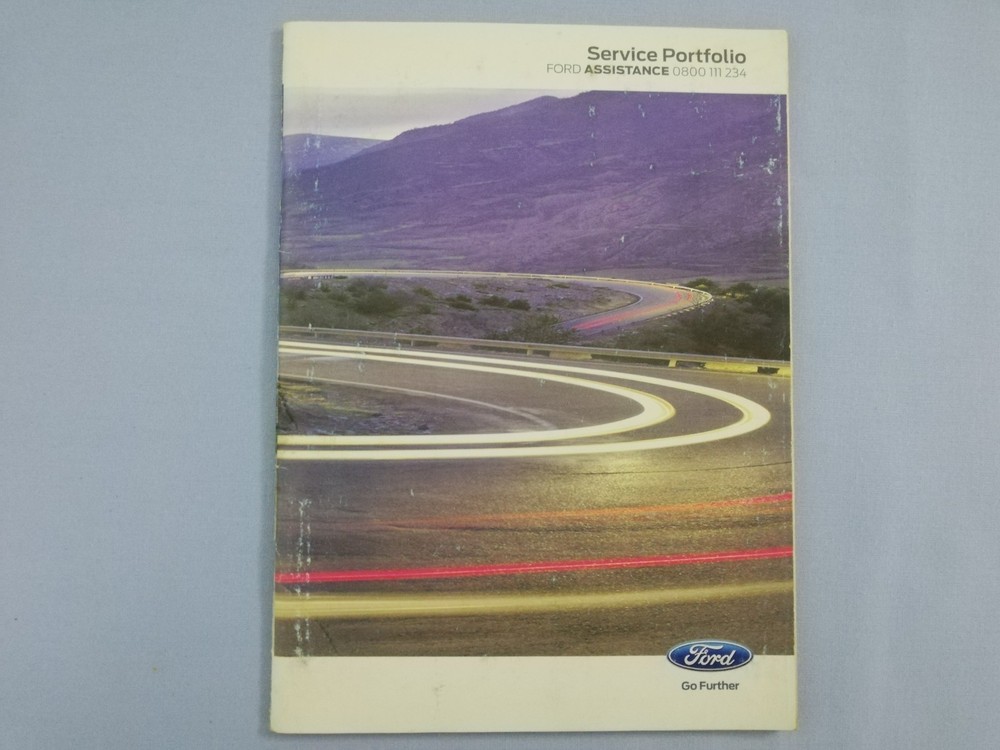 Service Portfolio
FORD ASSISTANCE 0800 111 234
Ford
Go Further